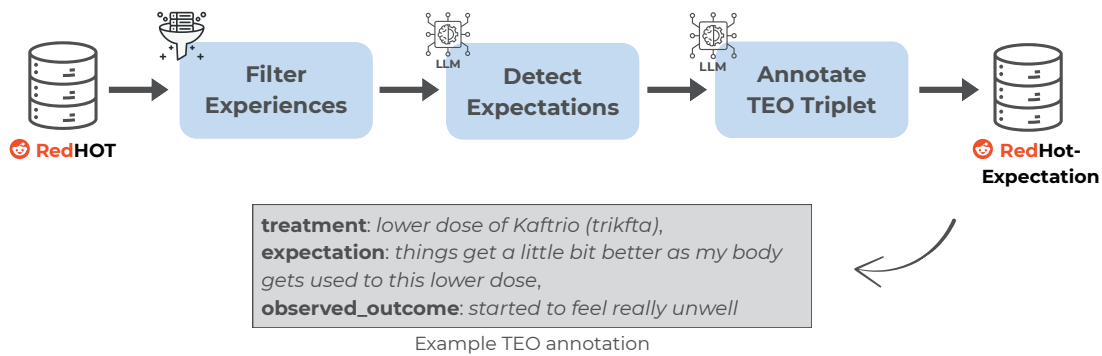 Filter
Experiences
LLM
Detect
Expectations
LLM
Annotate
TEO Triplet
RedHOT
RedHot-
Expectation
treatment: lower dose of Kaftrio (trikfta),
expectation: things get a little bit better as my body
gets used to this lower dose,
observed_outcome: started to feel really unwell
Example TEO annotation